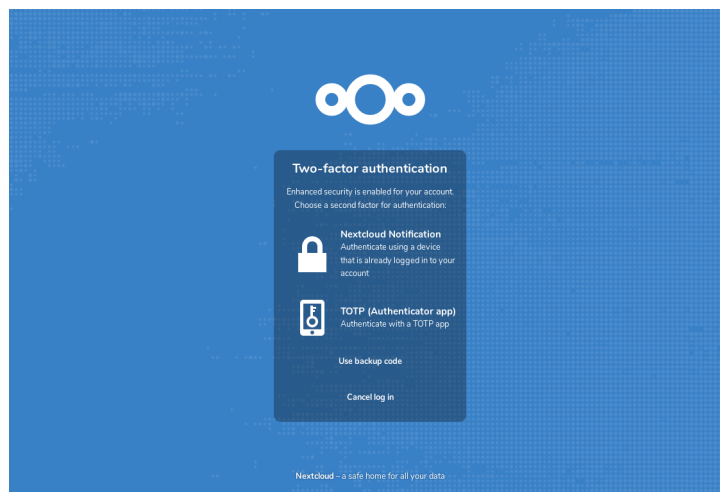 Two-factor authentication
Enhanced security is enabled for your account.
Choose a second factor for authentication:
Nextcloud Notification
Authenticate using a device
that is already logged in to your
account
TOTP (Authenticator app)
Authenticate with a TOTP app
Use backup code
Cancel log in
Nextcloud – a safe home for all your data